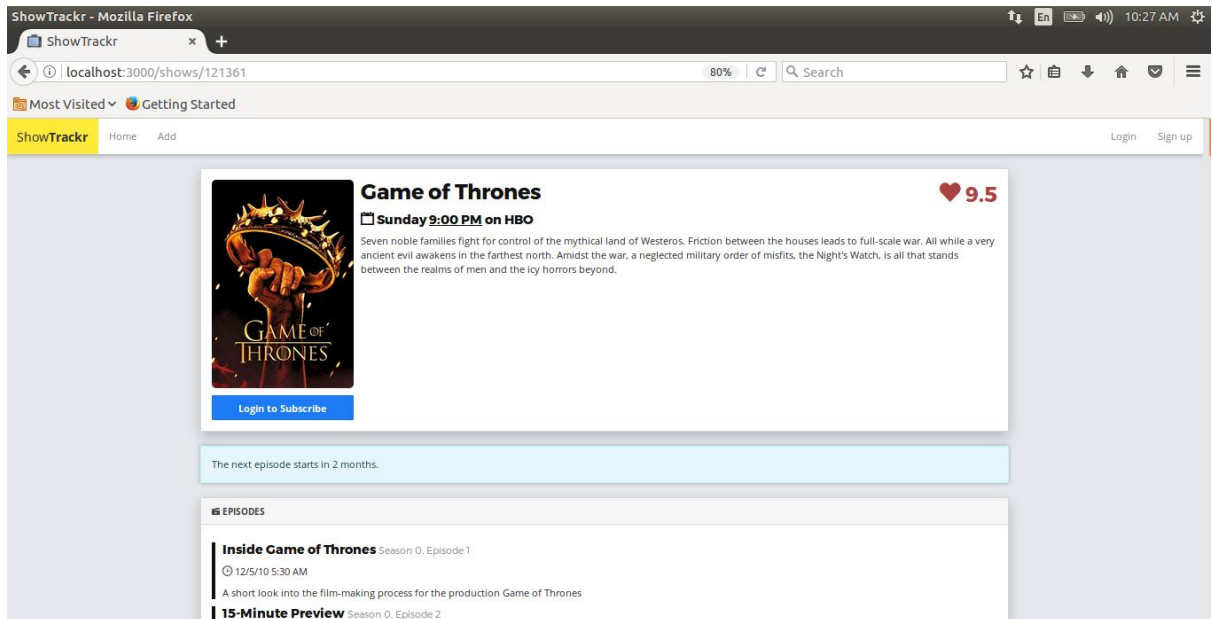 ShowTrackr - Mozilla Firefox
En
10:27 AM
ShowTrackr
localhost:3000/shows/121361
80%
Search
Most Visited
Getting Started
ShowTrackr
Home
Add
Login
Sign up
Game of Thrones
9.5
Sunday 9:00 PM on HBO
Seven noble families fight for control of the mythical land of Westeros. Friction between the houses leads to full-scale war. All while a very
ancient evil awakens in the farthest north. Amidst the war, a neglected military order of misfits, the Night's Watch, is all that stands
between the realms of men and the icy horrors beyond.
GAME OF
THRONES
Login to Subscribe
The next episode starts in 2 months.
EPISODES
Inside Game of Thrones Season 0, Episode 1
12/5/10 5:30 AM
A short look into the film-making process for the production Game of Thrones
15-Minute Preview Season 0, Episode 2